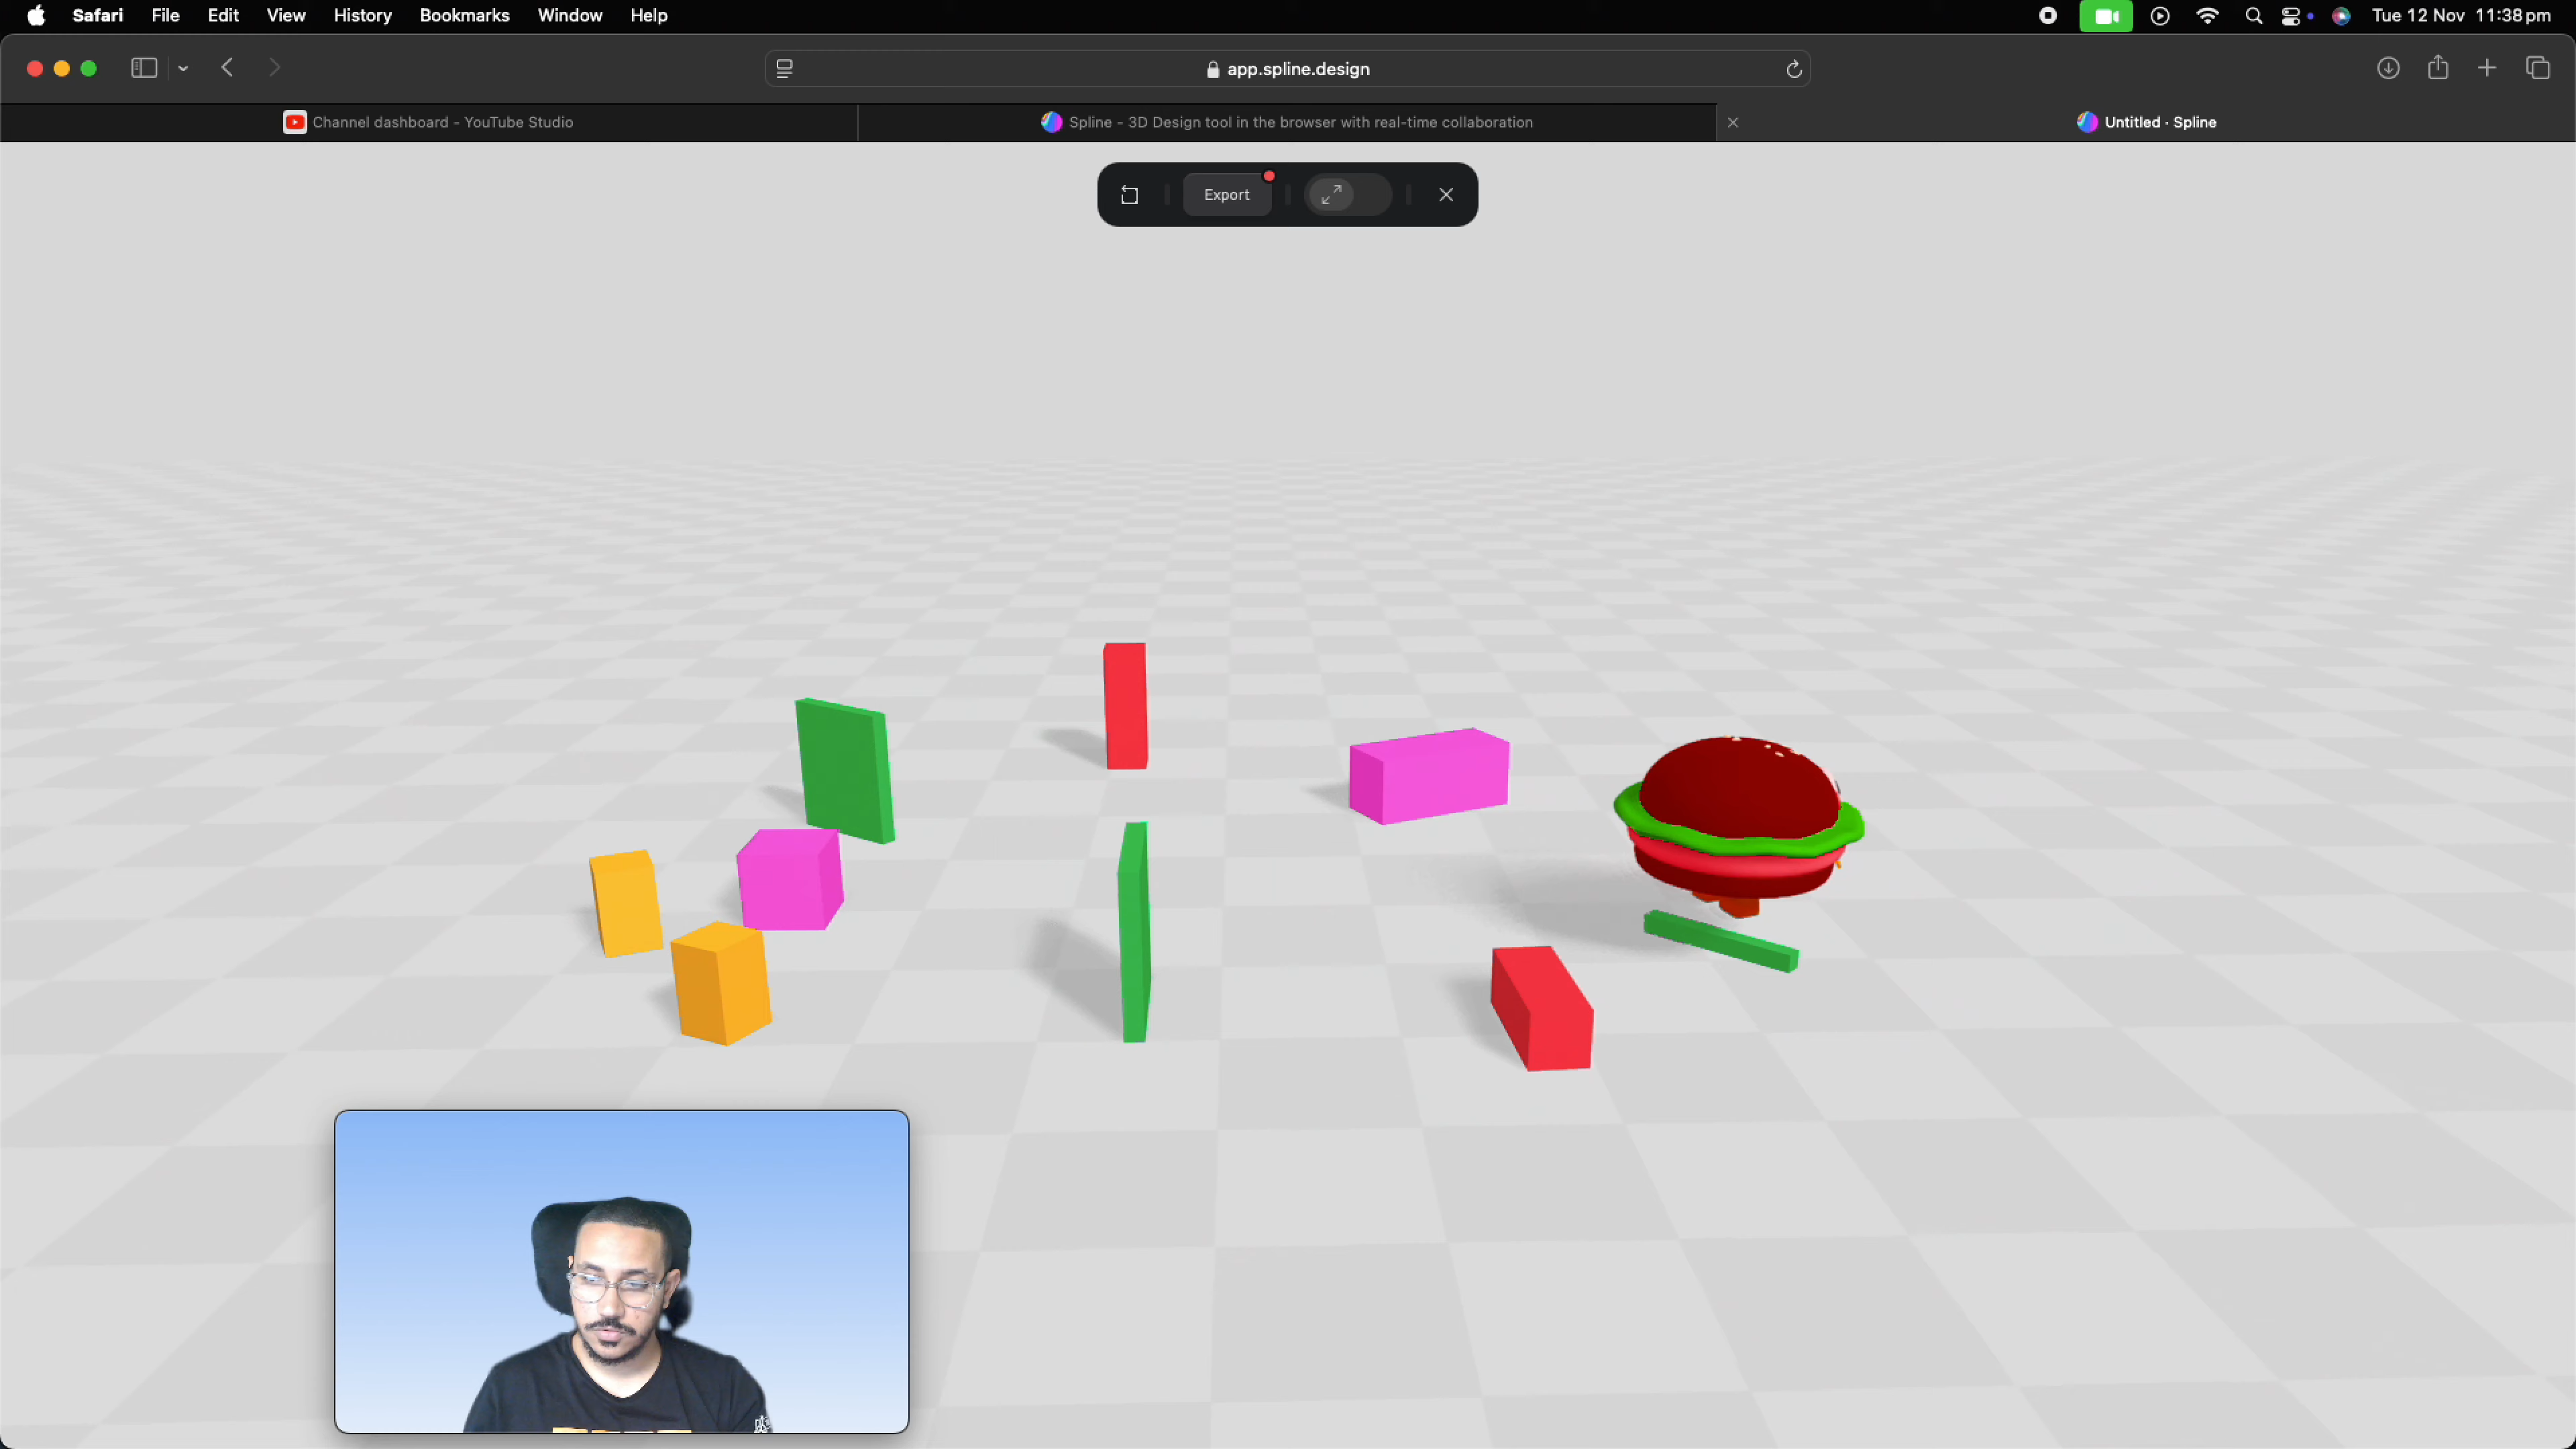 Safari File Edit View History Bookmarks Window Help Tue 12 Nov 11:38 pm
app.spline.design
Channel dashboard - YouTube Studio Spline - 3D Design tool in the browser with real-time collaboration Untitled · Spline
Export